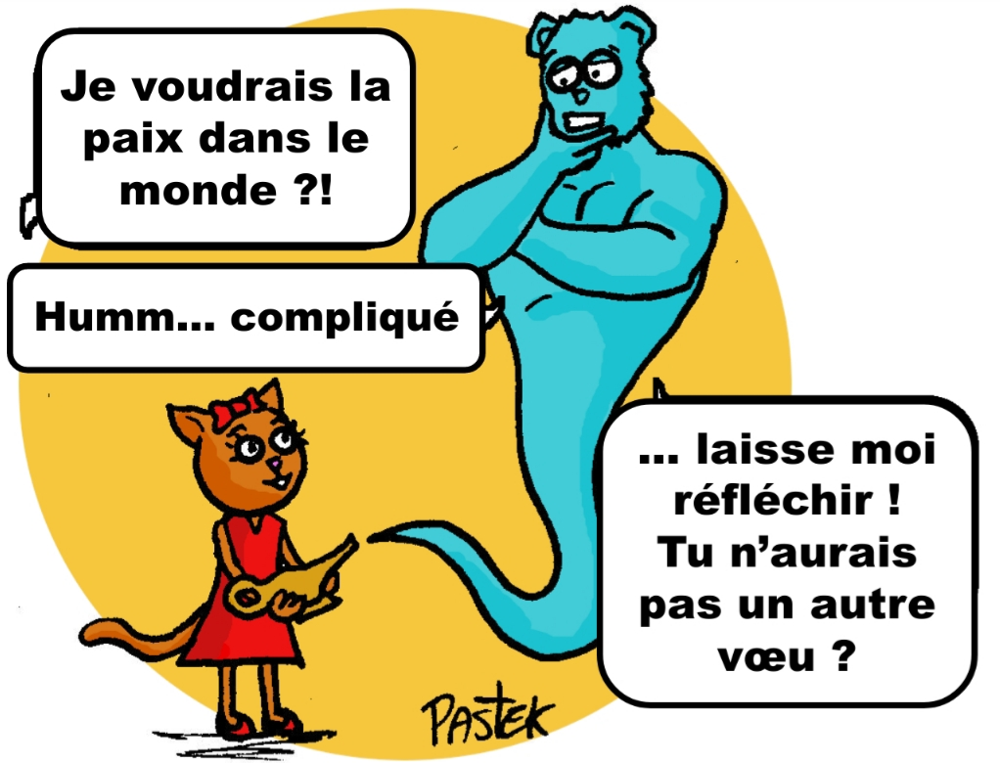 Je voudrais la
paix dans le
monde ?!
Humm... compliqué
... laisse moi
réfléchir !
Tu n'aurais
pas un autre
vœu ?
PASTEK